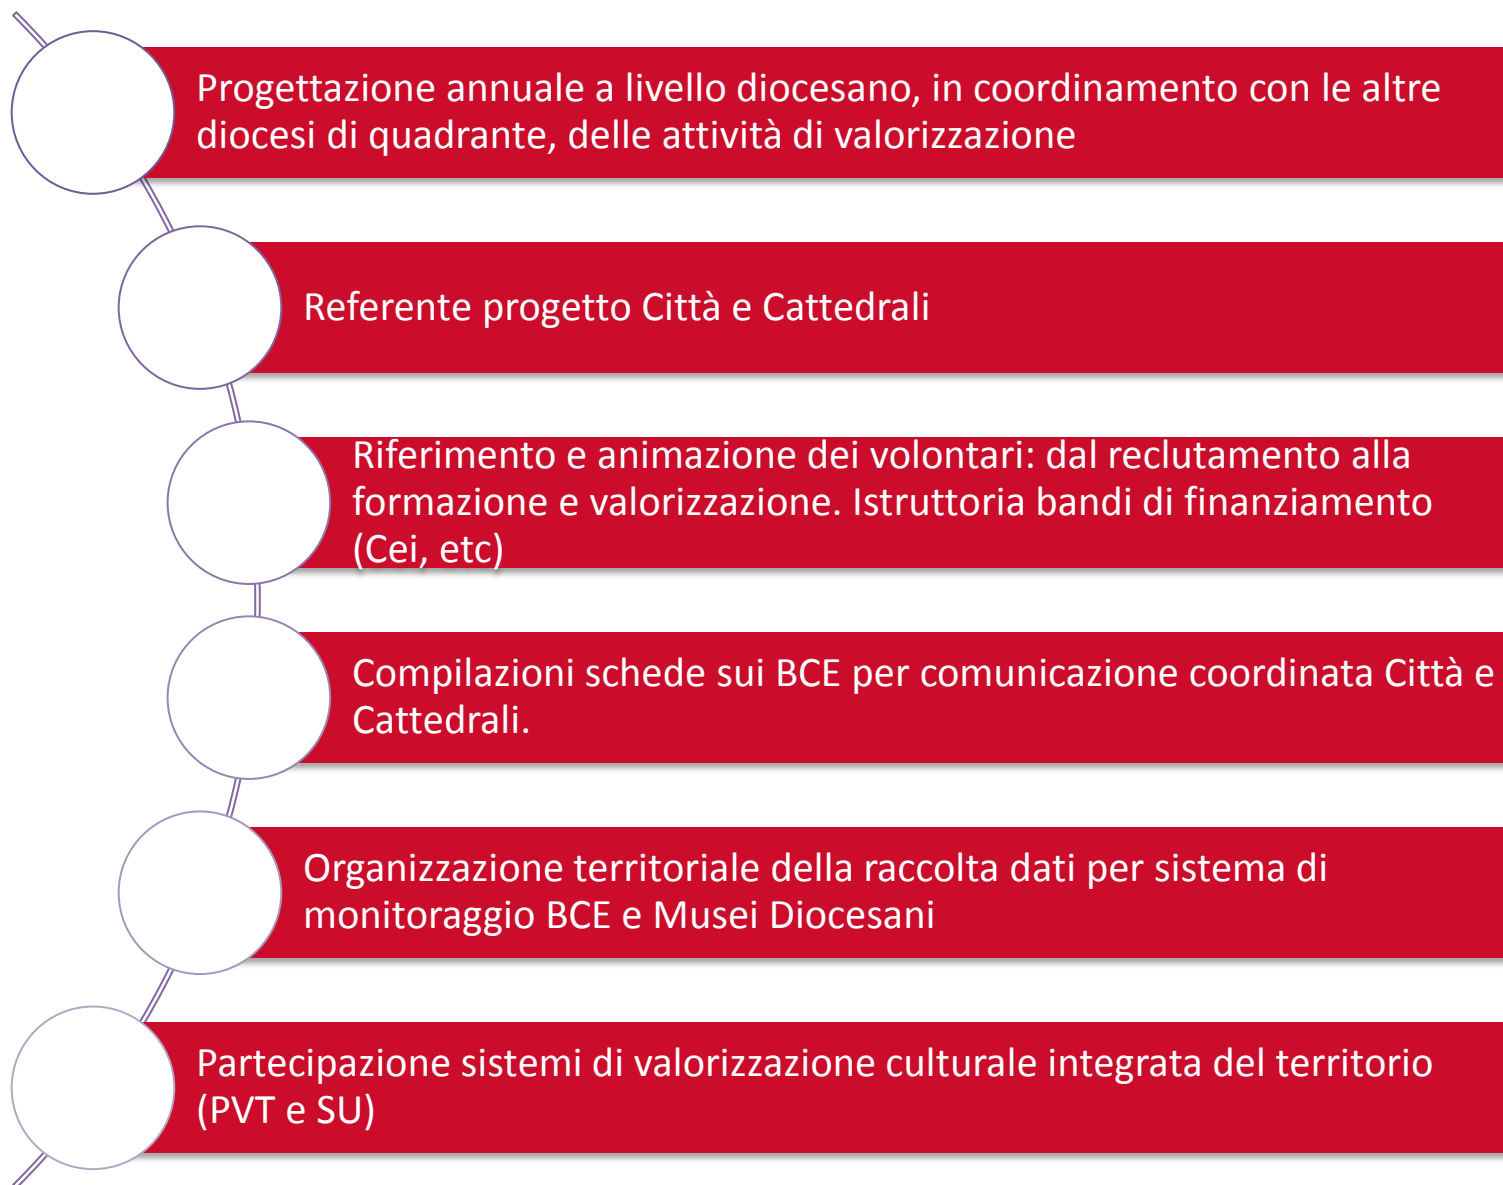 Progettazione annuale a livello diocesano, in coordinamento con le altre
diocesi di quadrante, delle attività di valorizzazione
Referente progetto Città e Cattedrali
Riferimento e animazione dei volontari: dal reclutamento alla
formazione e valorizzazione. Istruttoria bandi di finanziamento
(Cei, etc)
Compilazioni schede sui BCE per comunicazione coordinata Città e
Cattedrali.
Organizzazione territoriale della raccolta dati per sistema di
monitoraggio BCE e Musei Diocesani
Partecipazione sistemi di valorizzazione culturale integrata del territorio
(PVT e SU)